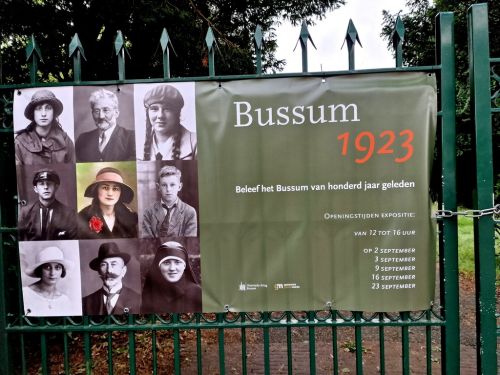 Bussum
1923
Beleef het Bussum van honderd jaar geleden
Openingstijden expositie:
van 12 tot 16 uur
op 2 september
3 september
9 september
16 september
23 september